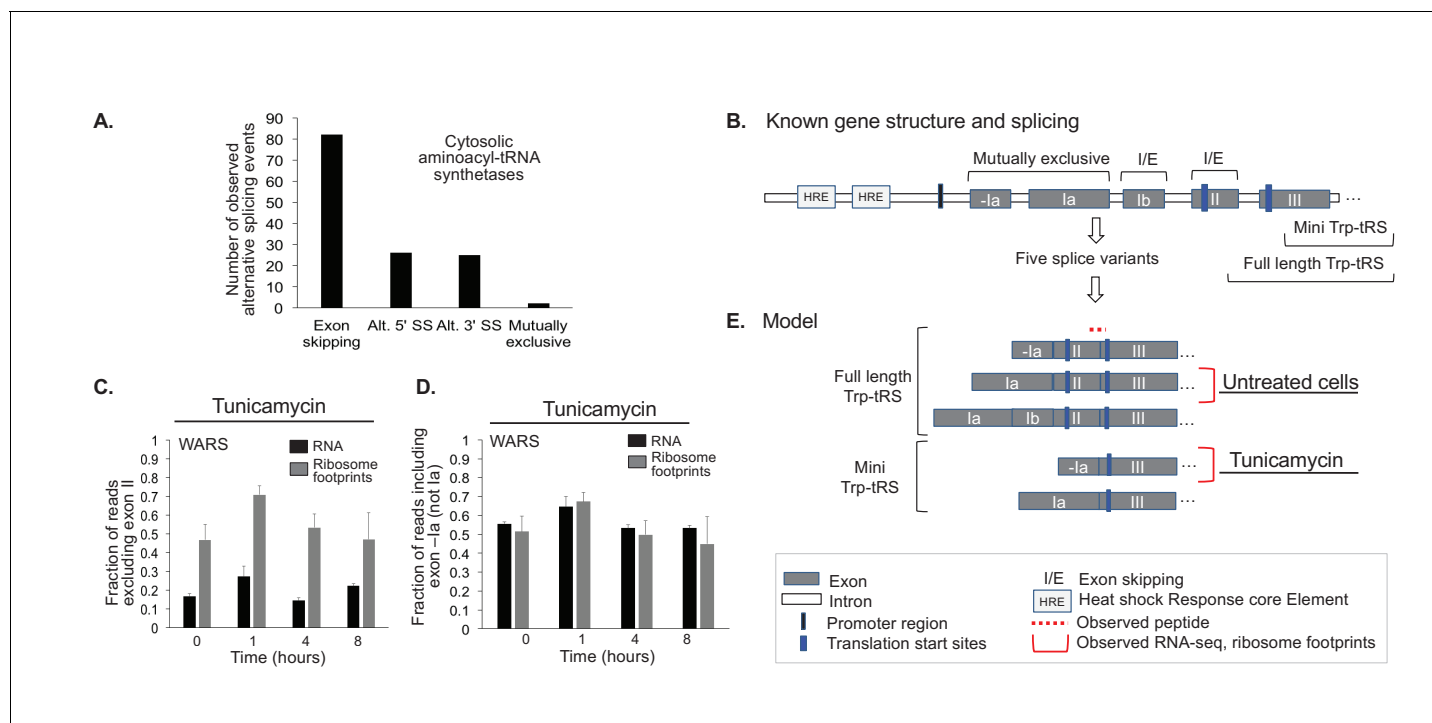 A.
Number of observed
alternative splicing events
90
80
70
60
50
40
30
20
10
0
Cytosolic
aminoacyl-tRNA
synthetases
Exon
skipping
Alt. 5' SS
Alt. 3' SS
Mutually
exclusive
B. Known gene structure and splicing
Mutually exclusive
I/E
I/E
HRE
HRE
-Ia
Ia
Ib
II
III
...
Mini Trp-tRS
Full length Trp-tRS
Five splice variants
E. Model
Full length
Trp-tRS
-Ia II III ...
Ia II III ...
Untreated cells
Ia Ib II III ...
Mini
Trp-tRS
-Ia III ...
Tunicamycin
Ia III ...
C.
Tunicamycin
WARS
RNA
Ribosome
footprints
Fraction of reads
excluding exon II
1
0.9
0.8
0.7
0.6
0.5
0.4
0.3
0.2
0.1
0
0 1 4 8
Time (hours)
D.
Tunicamycin
WARS
RNA
Ribosome
footprints
Fraction of reads including
exon –Ia (not Ia)
1
0.9
0.8
0.7
0.6
0.5
0.4
0.3
0.2
0.1
0
0 1 4 8
Time (hours)
Exon
Intron
Promoter region
Translation start sites
I/E Exon skipping
HRE Heat shock Response core Element
Observed peptide
Observed RNA-seq, ribosome footprints